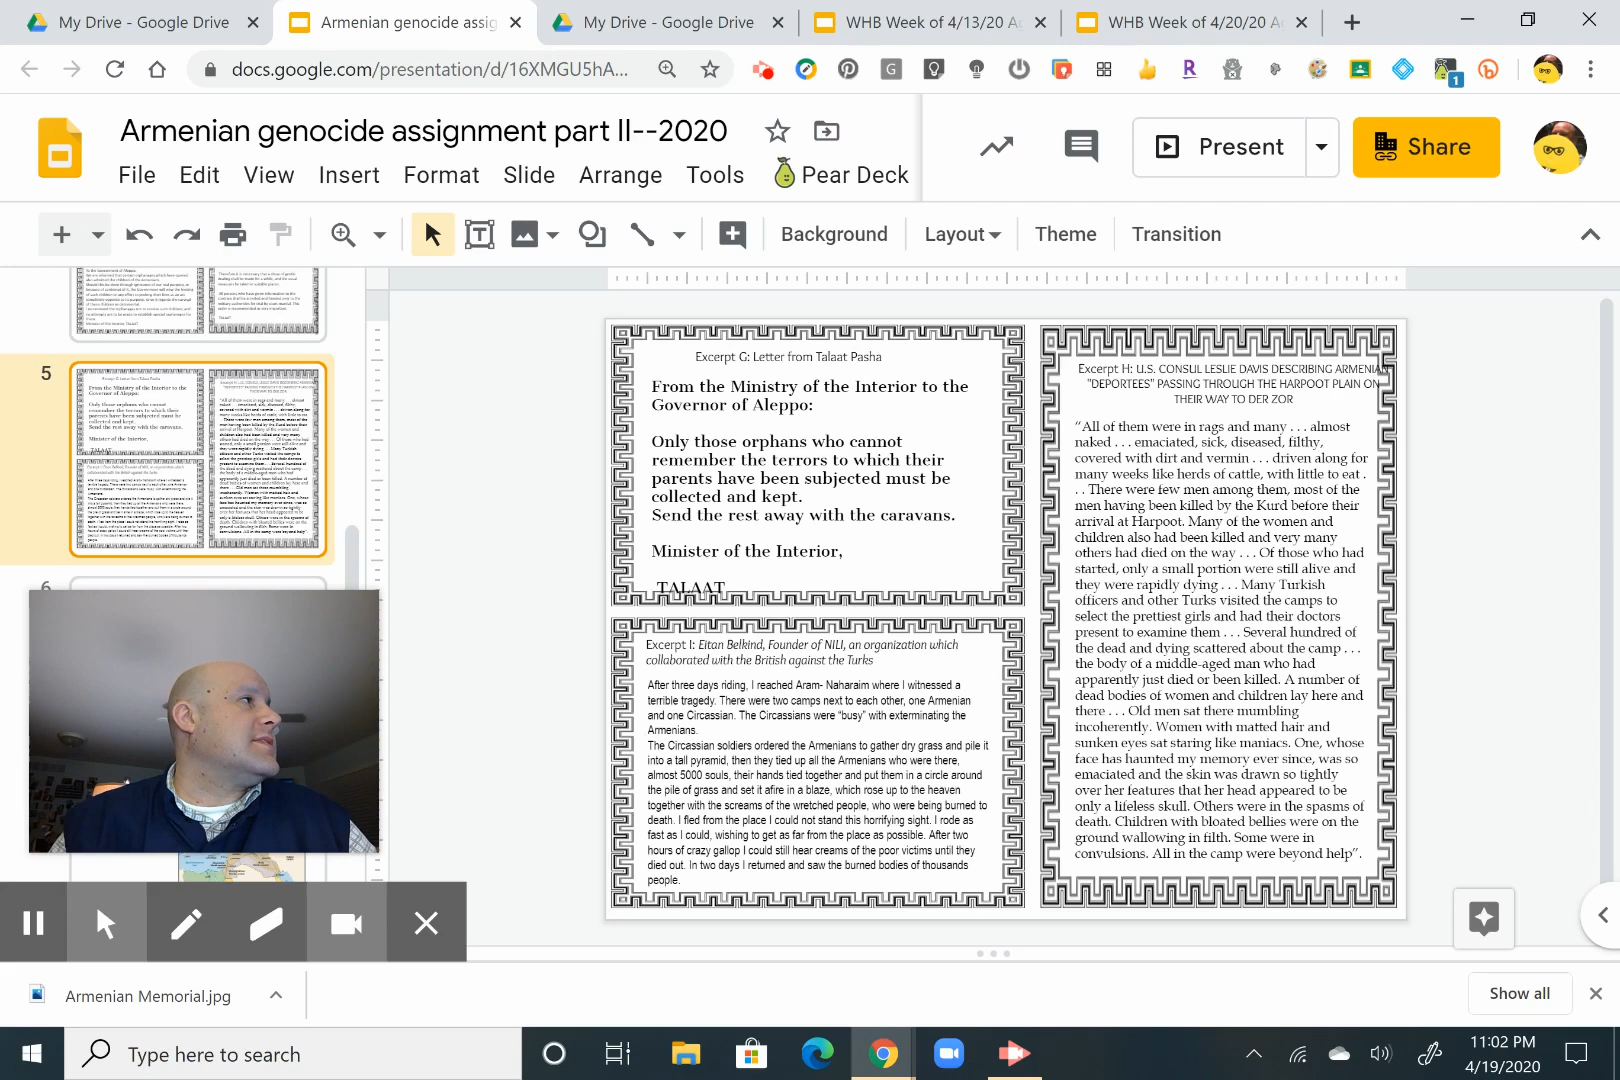 My Drive - Google Drive
Armenian genocide assig
My Drive - Google Drive
WHB Week of 4/13/20 A
WHB Week of 4/20/20 A
docs.google.com/presentation/d/16XMGU5hA...
1
Armenian genocide assignment part II--2020
Present
Share
File Edit View Insert Format Slide Arrange Tools Pear Deck
Background Layout Theme Transition
5
6
Excerpt G: Letter from Talaat Pasha
From the Ministry of the Interior to the
Governor of Aleppo:
Only those orphans who cannot
remember the terrors to which their
parents have been subjected must be
collected and kept.
Send the rest away with the caravans.
Minister of the Interior,
TALAAT
Excerpt I: Eitan Belkind, Founder of NILI, an organization which
collaborated with the British against the Turks
After three days riding, I reached Aram- Naharaim where I witnessed a
terrible tragedy. There were two camps next to each other, one Armenian
and one Circassian. The Circassians were "busy" with exterminating the
Armenians.
The Circassian soldiers ordered the Armenians to gather dry grass and pile it
into a tall pyramid, then they tied up all the Armenians who were there,
almost 5000 souls, their hands tied together and put them in a circle around
the pile of grass and set it afire in a blaze, which rose up to the heaven
together with the screams of the wretched people, who were being burned to
death. I fled from the place I could not stand this horrifying sight. I rode as
fast as I could, wishing to get as far from the place as possible. After two
hours of crazy gallop I could still hear creams of the poor victims until they
died out. In two days I returned and saw the burned bodies of thousands
people.
Excerpt H: U.S. CONSUL LESLIE DAVIS DESCRIBING ARMENIAN
"DEPORTEES" PASSING THROUGH THE HARPOOT PLAIN ON
THEIR WAY TO DER ZOR
"All of them were in rags and many . . . almost
naked . . . emaciated, sick, diseased, filthy,
covered with dirt and vermin . . . driven along for
many weeks like herds of cattle, with little to eat .
. . There were few men among them, most of the
men having been killed by the Kurd before their
arrival at Harpoot. Many of the women and
children also had been killed and very many
others had died on the way . . . Of those who had
started, only a small portion were still alive and
they were rapidly dying . . . Many Turkish
officers and other Turks visited the camps to
select the prettiest girls and had their doctors
present to examine them . . . Several hundred of
the dead and dying scattered about the camp . . .
the body of a middle-aged man who had
apparently just died or been killed. A number of
dead bodies of women and children lay here and
there . . . Old men sat there mumbling
incoherently. Women with matted hair and
sunken eyes sat staring like maniacs. One, whose
face has haunted my memory ever since, was so
emaciated and the skin was drawn so tightly
over her features that her head appeared to be
only a lifeless skull. Others were in the spasms of
death. Children with bloated bellies were on the
ground wallowing in filth. Some were in
convulsions. All in the camp were beyond help".
Armenian Memorial.jpg
Show all
Type here to search
11:02 PM
4/19/2020